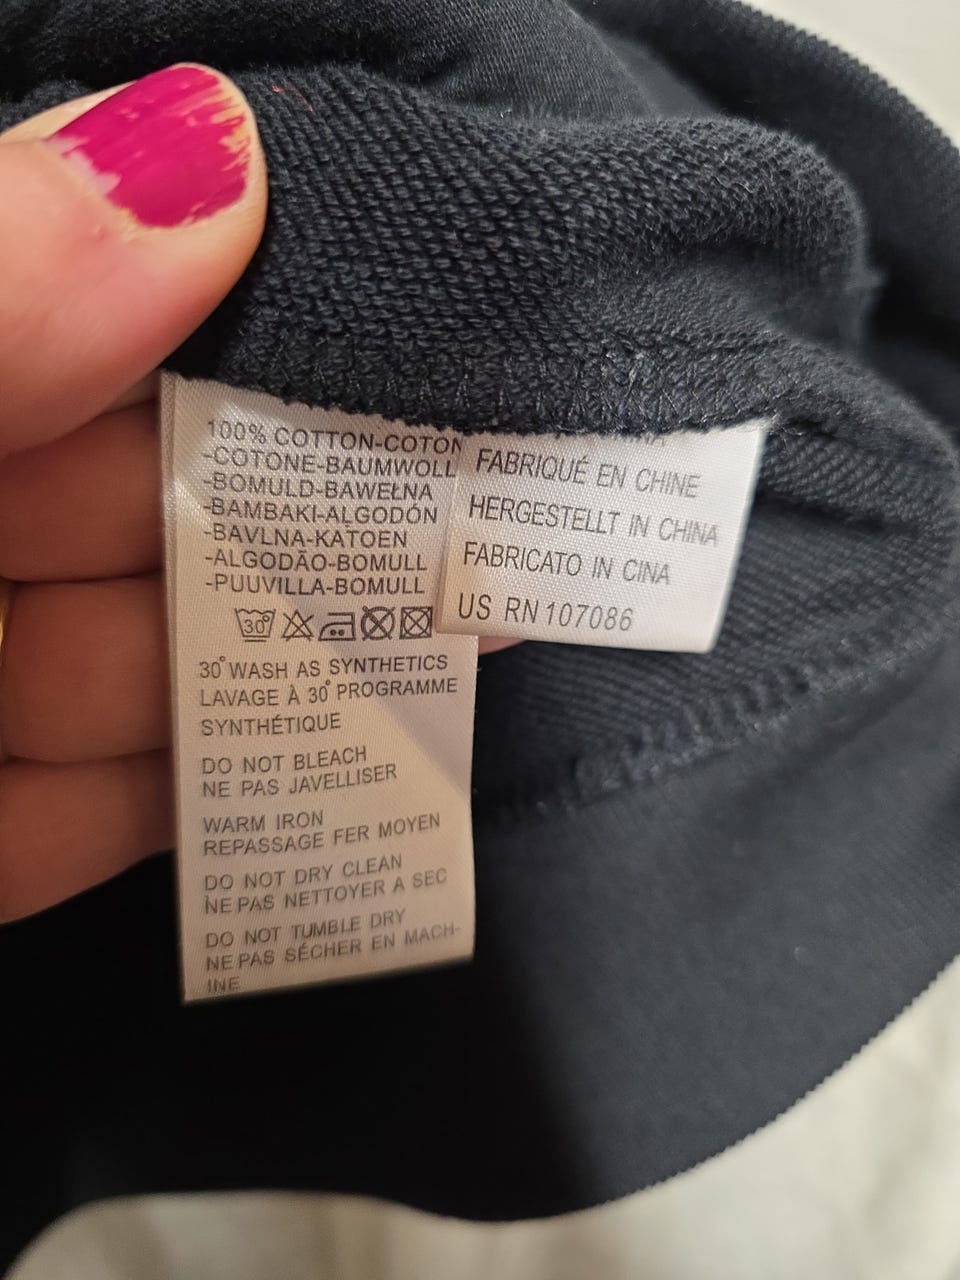 100% COTTON-COTON
-COTONE-BAUMWOLL
-BOMULD-BAWEŁNA
-BAMBAKI-ALGODÓN
-BAVLNA-KATOEN
-ALGODÃO-BOMULL
-PUUVILLA-BOMULL
30°
30° WASH AS SYNTHETICS
LAVAGE À 30° PROGRAMME
SYNTHÉTIQUE
DO NOT BLEACH
NE PAS JAVELLISER
WARM IRON
REPASSAGE FER MOYEN
DO NOT DRY CLEAN
NE PAS NETTOYER A SEC
DO NOT TUMBLE DRY
NE PAS SÉCHER EN MACH-
INE
FABRIQUÉ EN CHINE
HERGESTELLT IN CHINA
FABRICATO IN CINA
US RN 107086